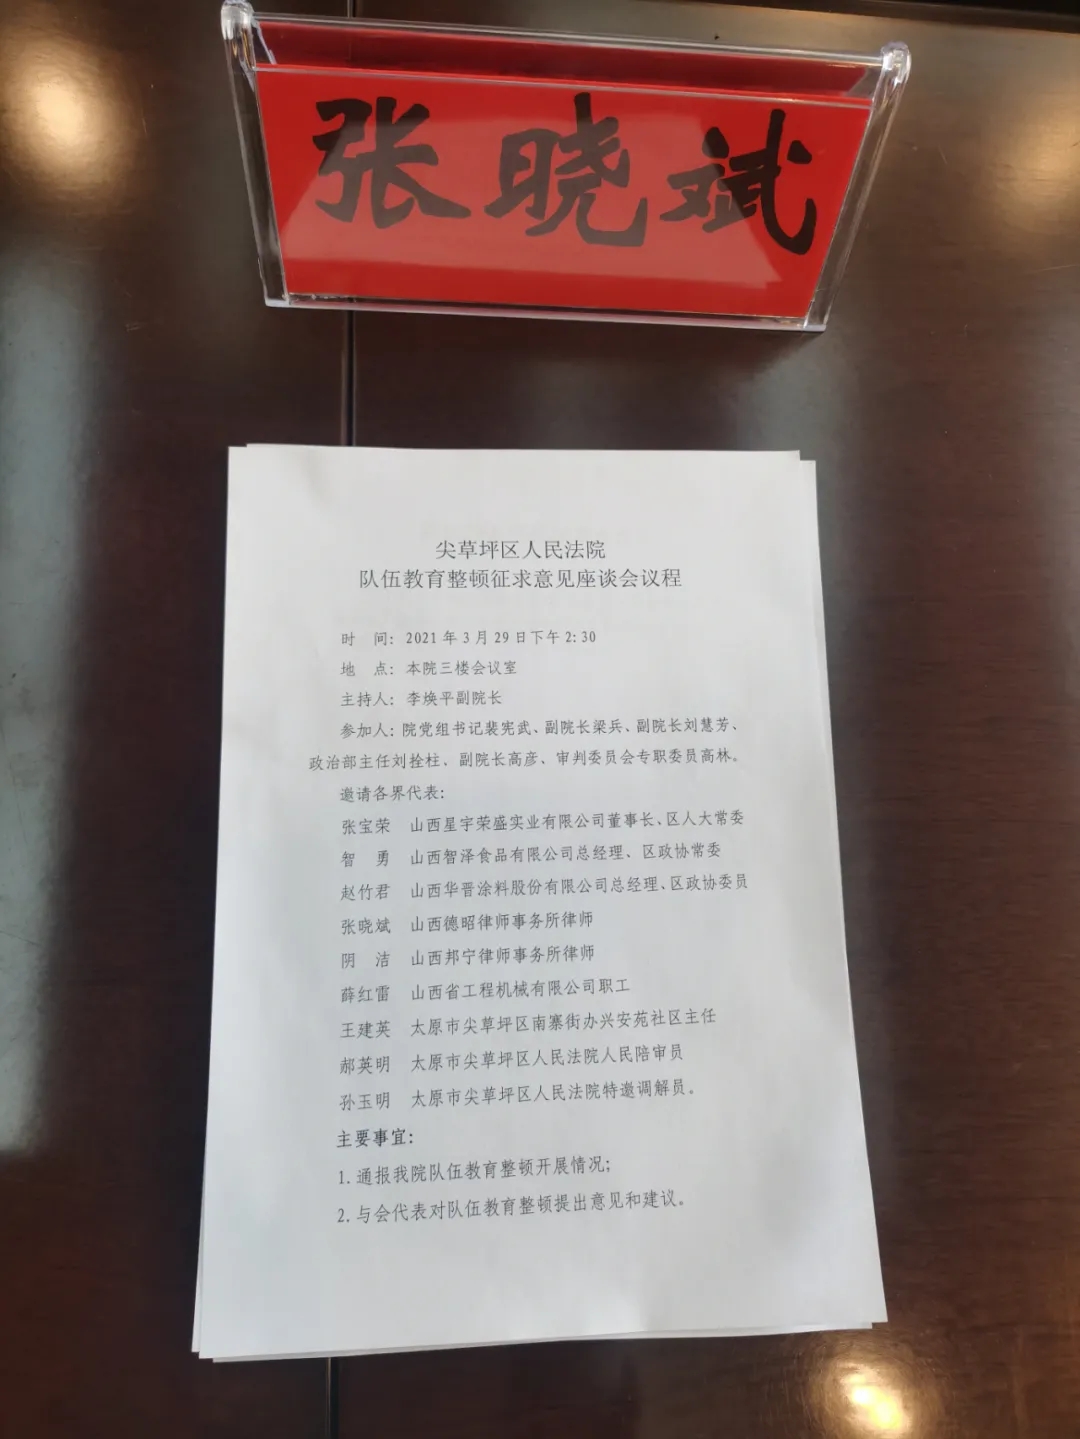 张晓斌
尖草坪区人民法院
队伍教育整顿征求意见座谈会议程
时 间：2021年3月29日下午2:30
地 点：本院三楼会议室
主持人：李焕平副院长
参加人：院党组书记裴宪武、副院长梁兵、副院长刘慧芳、
政治部主任刘拴柱、副院长高彦、审判委员会专职委员高林。
邀请各界代表：
张宝荣 山西星宇荣盛实业有限公司董事长、区人大常委
智 勇 山西智泽食品有限公司总经理、区政协常委
赵竹君 山西华晋涂料股份有限公司总经理、区政协委员
张晓斌 山西德昭律师事务所律师
阴 洁 山西邦宁律师事务所律师
薛红雷 山西省工程机械有限公司职工
王建英 太原市尖草坪区南寨街办兴安苑社区主任
郝英明 太原市尖草坪区人民法院人民陪审员
孙玉明 太原市尖草坪区人民法院特邀调解员。
主要事宜：
1.通报我院队伍教育整顿开展情况；
2.与会代表对队伍教育整顿提出意见和建议。